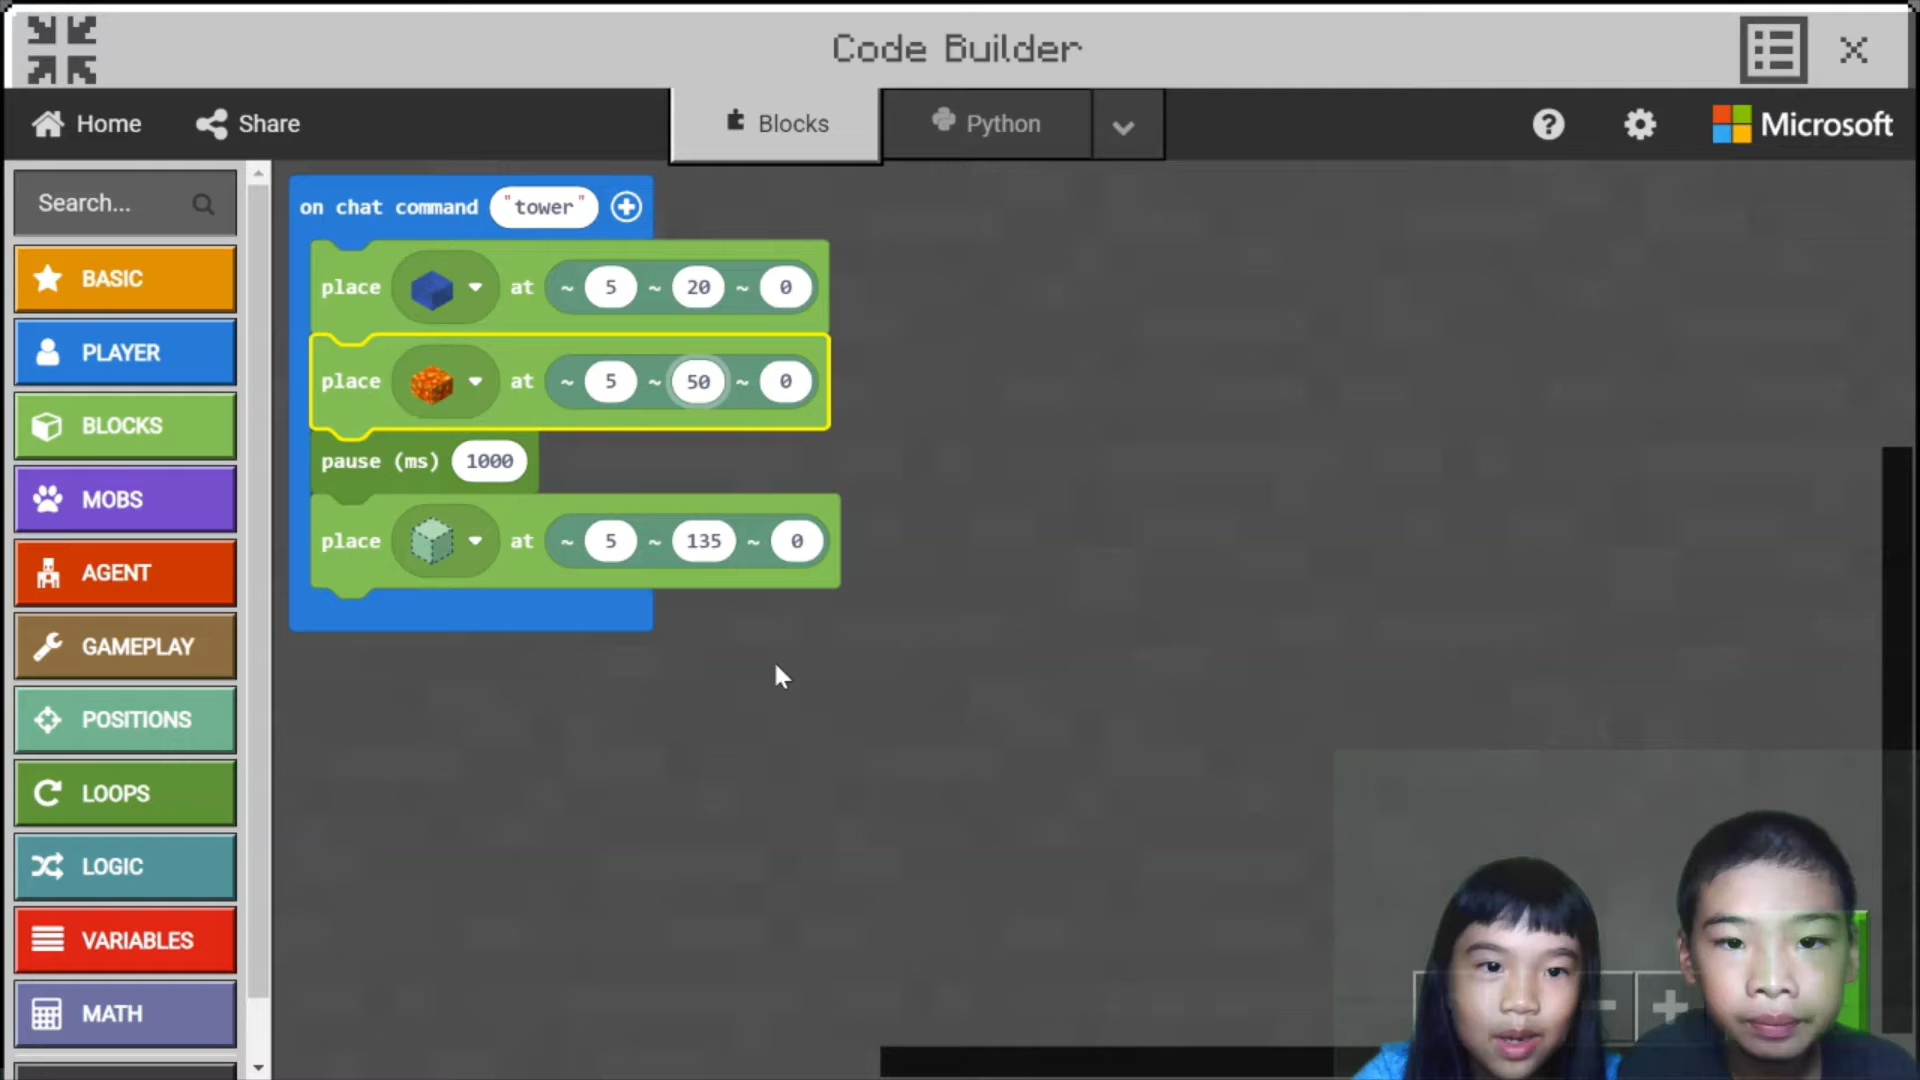 Code Builder
Home
Share
Blocks
Python
Microsoft
Search...
BASIC
PLAYER
BLOCKS
MOBS
AGENT
GAMEPLAY
POSITIONS
LOOPS
LOGIC
VARIABLES
MATH
on chat command "tower"
place at ~ 5 ~ 20 ~ 0
place at ~ 5 ~ 50 ~ 0
pause (ms) 1000
place at ~ 5 ~ 135 ~ 0